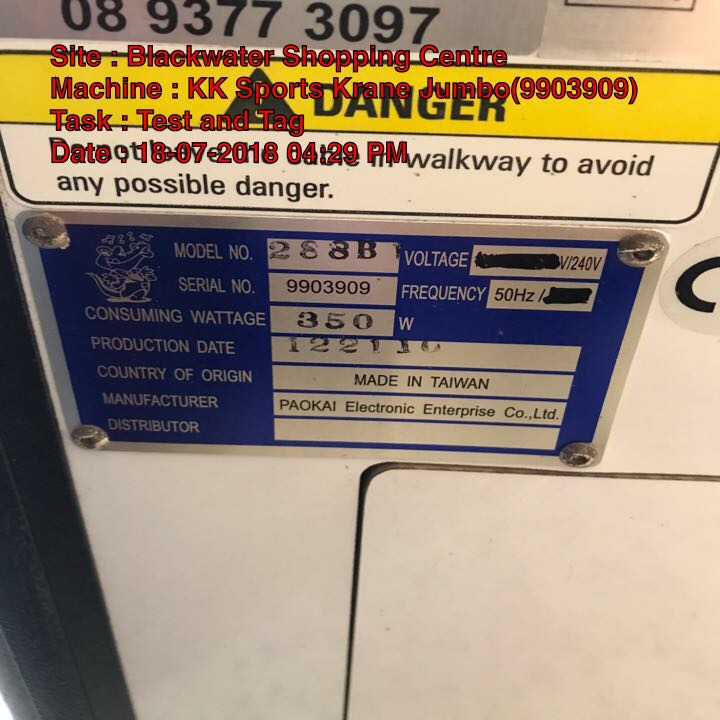 08 9377 3097
Site : Blackwater Shopping Centre
Machine : KK Sports Krane Jumbo(9903909)
DANGER
Task : Test and Tag
Date : 18-07-2018 04:29 PM
Do not in walkway to avoid
any possible danger.
MODEL NO. 288B VOLTAGE V/240V
SERIAL NO. 9903909 FREQUENCY 50Hz /
CONSUMING WATTAGE 350 W
PRODUCTION DATE
COUNTRY OF ORIGIN MADE IN TAIWAN
MANUFACTURER PAOKAI Electronic Enterprise Co.,Ltd.
DISTRIBUTOR